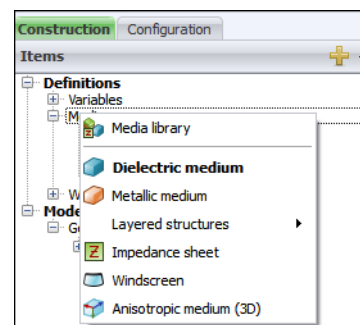 Construction Configuration
Items
Definitions
Variables
Media library
Dielectric medium
Metallic medium
Layered structures
Z Impedance sheet
Windscreen
Anisotropic medium (3D)